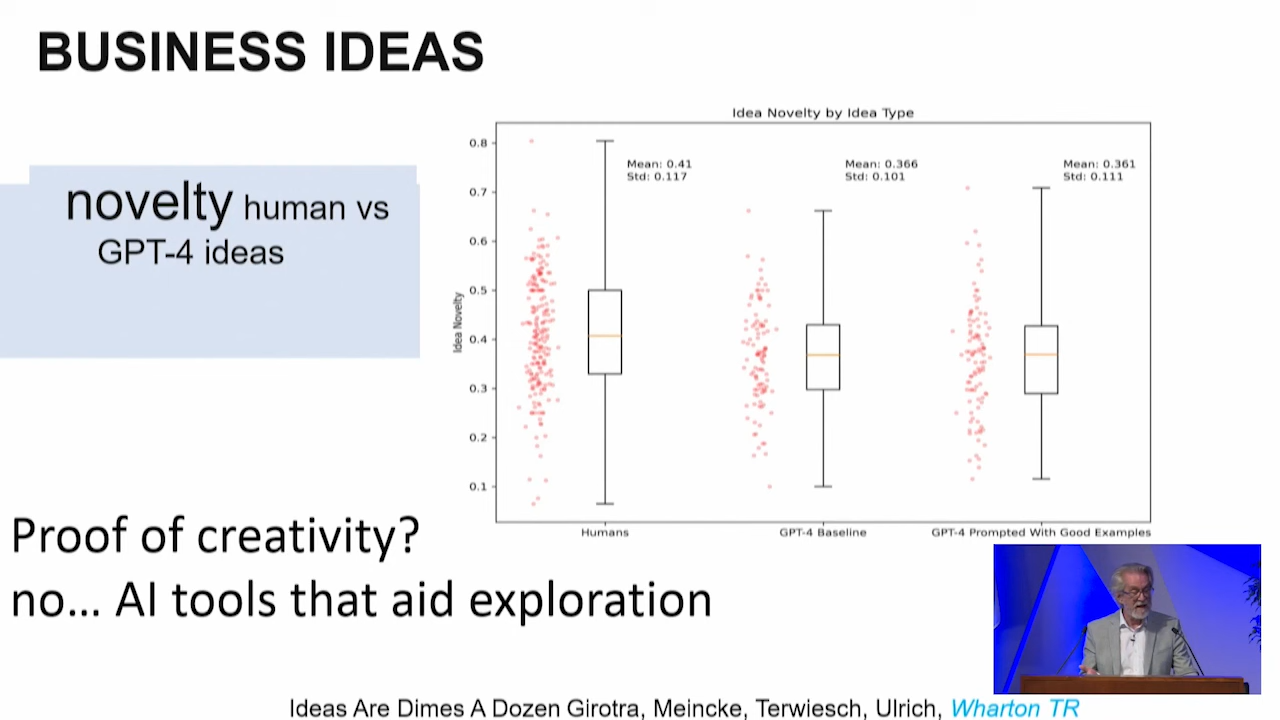 BUSINESS IDEAS
novelty human vs
GPT-4 ideas
Idea Novelty by Idea Type
Idea Novelty
0.8
0.7
0.6
0.5
0.4
0.3
0.2
0.1
Mean: 0.41
Std: 0.117
Mean: 0.366
Std: 0.101
Mean: 0.361
Std: 0.111
Humans
GPT-4 Baseline
GPT-4 Prompted With Good Examples
Proof of creativity?
no... AI tools that aid exploration
Ideas Are Dimes A Dozen Girotra, Meincke, Terwiesch, Ulrich, Wharton TR